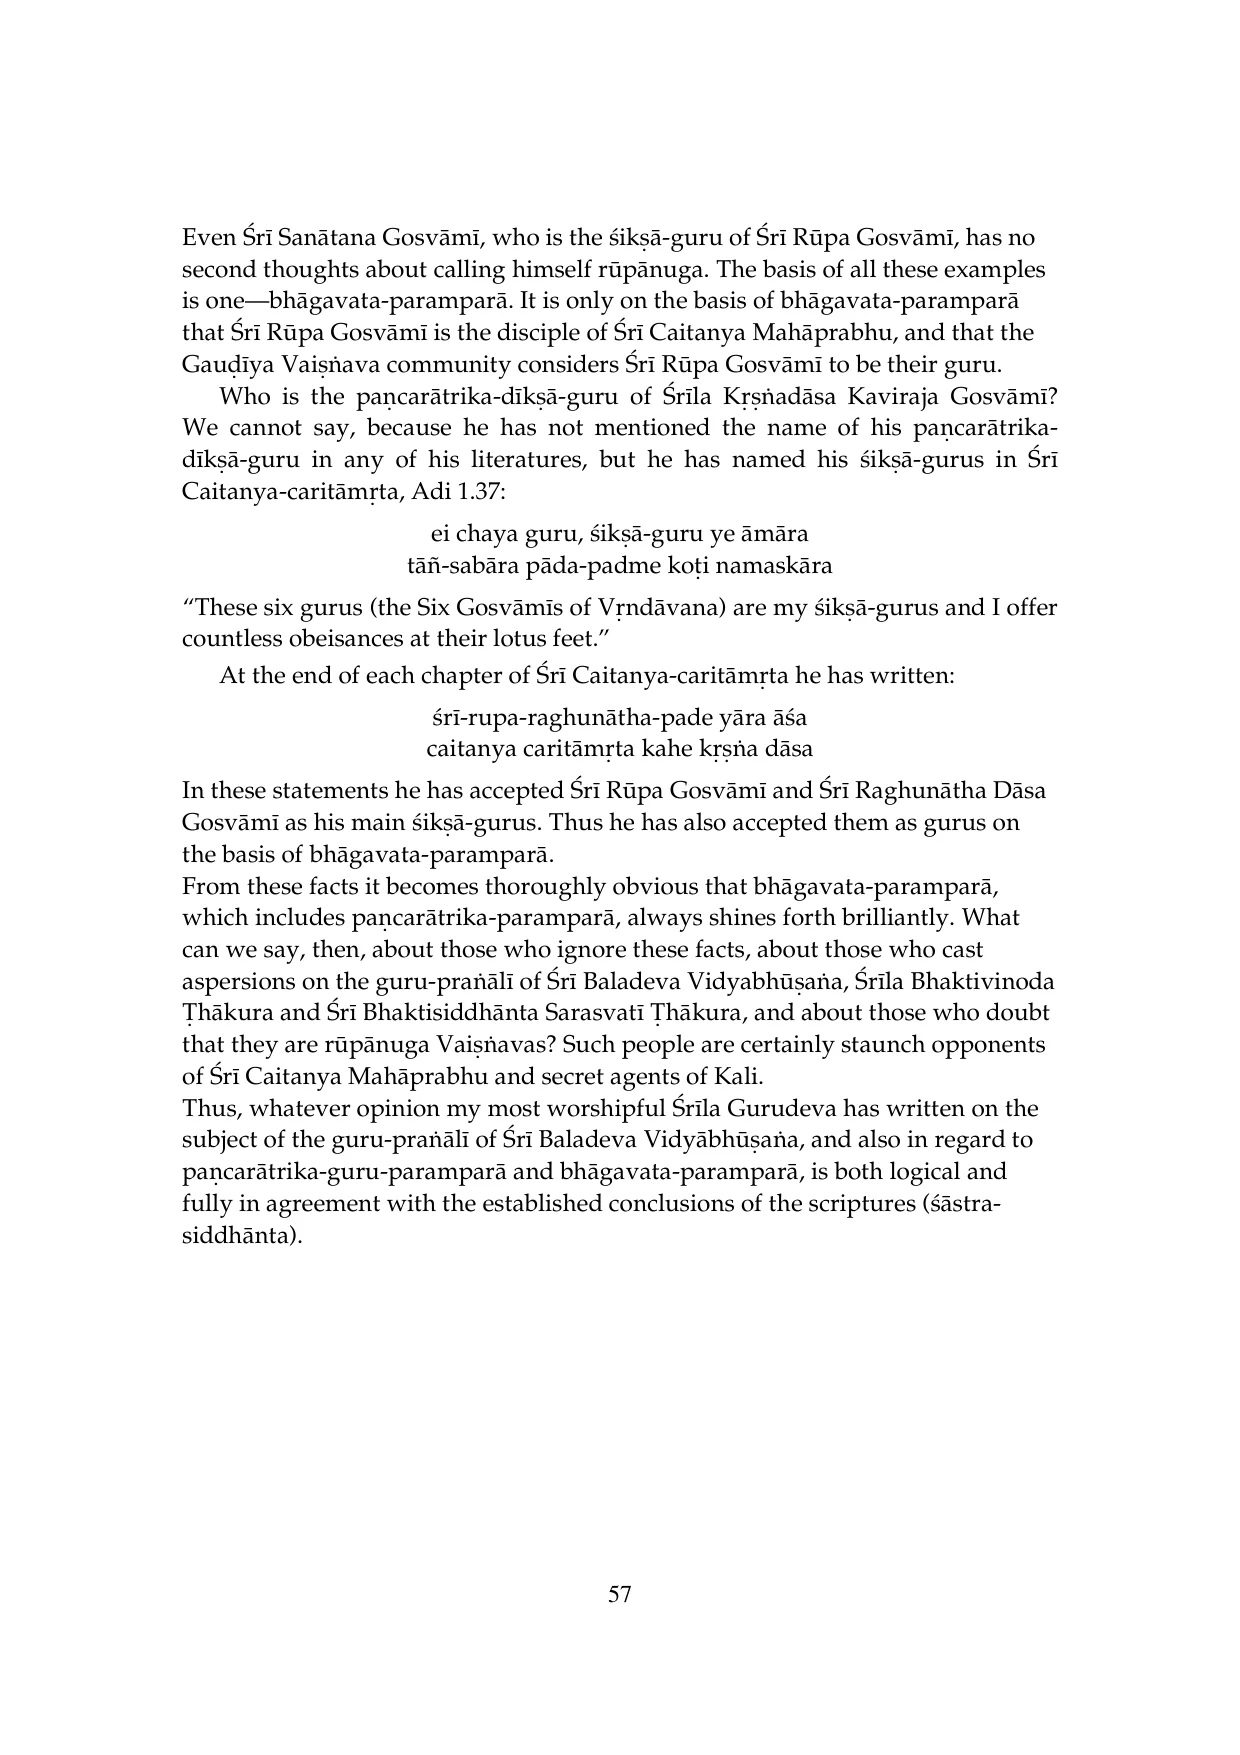 Even Śrī Sanātana Gosvāmī, who is the śikṣā-guru of Śrī Rūpa Gosvāmī, has no
second thoughts about calling himself rūpānuga. The basis of all these examples
is one—bhāgavata-paramparā. It is only on the basis of bhāgavata-paramparā
that Śrī Rūpa Gosvāmī is the disciple of Śrī Caitanya Mahāprabhu, and that the
Gauḍīya Vaiṣṅava community considers Śrī Rūpa Gosvāmī to be their guru.
Who is the paṇcarātrika-dīkṣā-guru of Śrīla Kṛṣṅadāsa Kaviraja Gosvāmī?
We cannot say, because he has not mentioned the name of his paṇcarātrika-
dīkṣā-guru in any of his literatures, but he has named his śikṣā-gurus in Śrī
Caitanya-caritāmṛta, Adi 1.37:
ei chaya guru, śikṣā-guru ye āmāra
tāñ-sabāra pāda-padme koṭi namaskāra
“These six gurus (the Six Gosvāmīs of Vṛndāvana) are my śikṣā-gurus and I offer
countless obeisances at their lotus feet.”
At the end of each chapter of Śrī Caitanya-caritāmṛta he has written:
śrī-rupa-raghunātha-pade yāra āśa
caitanya caritāmṛta kahe kṛṣṅa dāsa
In these statements he has accepted Śrī Rūpa Gosvāmī and Śrī Raghunātha Dāsa
Gosvāmī as his main śikṣā-gurus. Thus he has also accepted them as gurus on
the basis of bhāgavata-paramparā.
From these facts it becomes thoroughly obvious that bhāgavata-paramparā,
which includes paṇcarātrika-paramparā, always shines forth brilliantly. What
can we say, then, about those who ignore these facts, about those who cast
aspersions on the guru-praṅālī of Śrī Baladeva Vidyabhūṣaṅa, Śrīla Bhaktivinoda
Ṭhākura and Śrī Bhaktisiddhānta Sarasvatī Ṭhākura, and about those who doubt
that they are rūpānuga Vaiṣṅavas? Such people are certainly staunch opponents
of Śrī Caitanya Mahāprabhu and secret agents of Kali.
Thus, whatever opinion my most worshipful Śrīla Gurudeva has written on the
subject of the guru-praṅālī of Śrī Baladeva Vidyābhūṣaṅa, and also in regard to
paṇcarātrika-guru-paramparā and bhāgavata-paramparā, is both logical and
fully in agreement with the established conclusions of the scriptures (śāstra-
siddhānta).
57